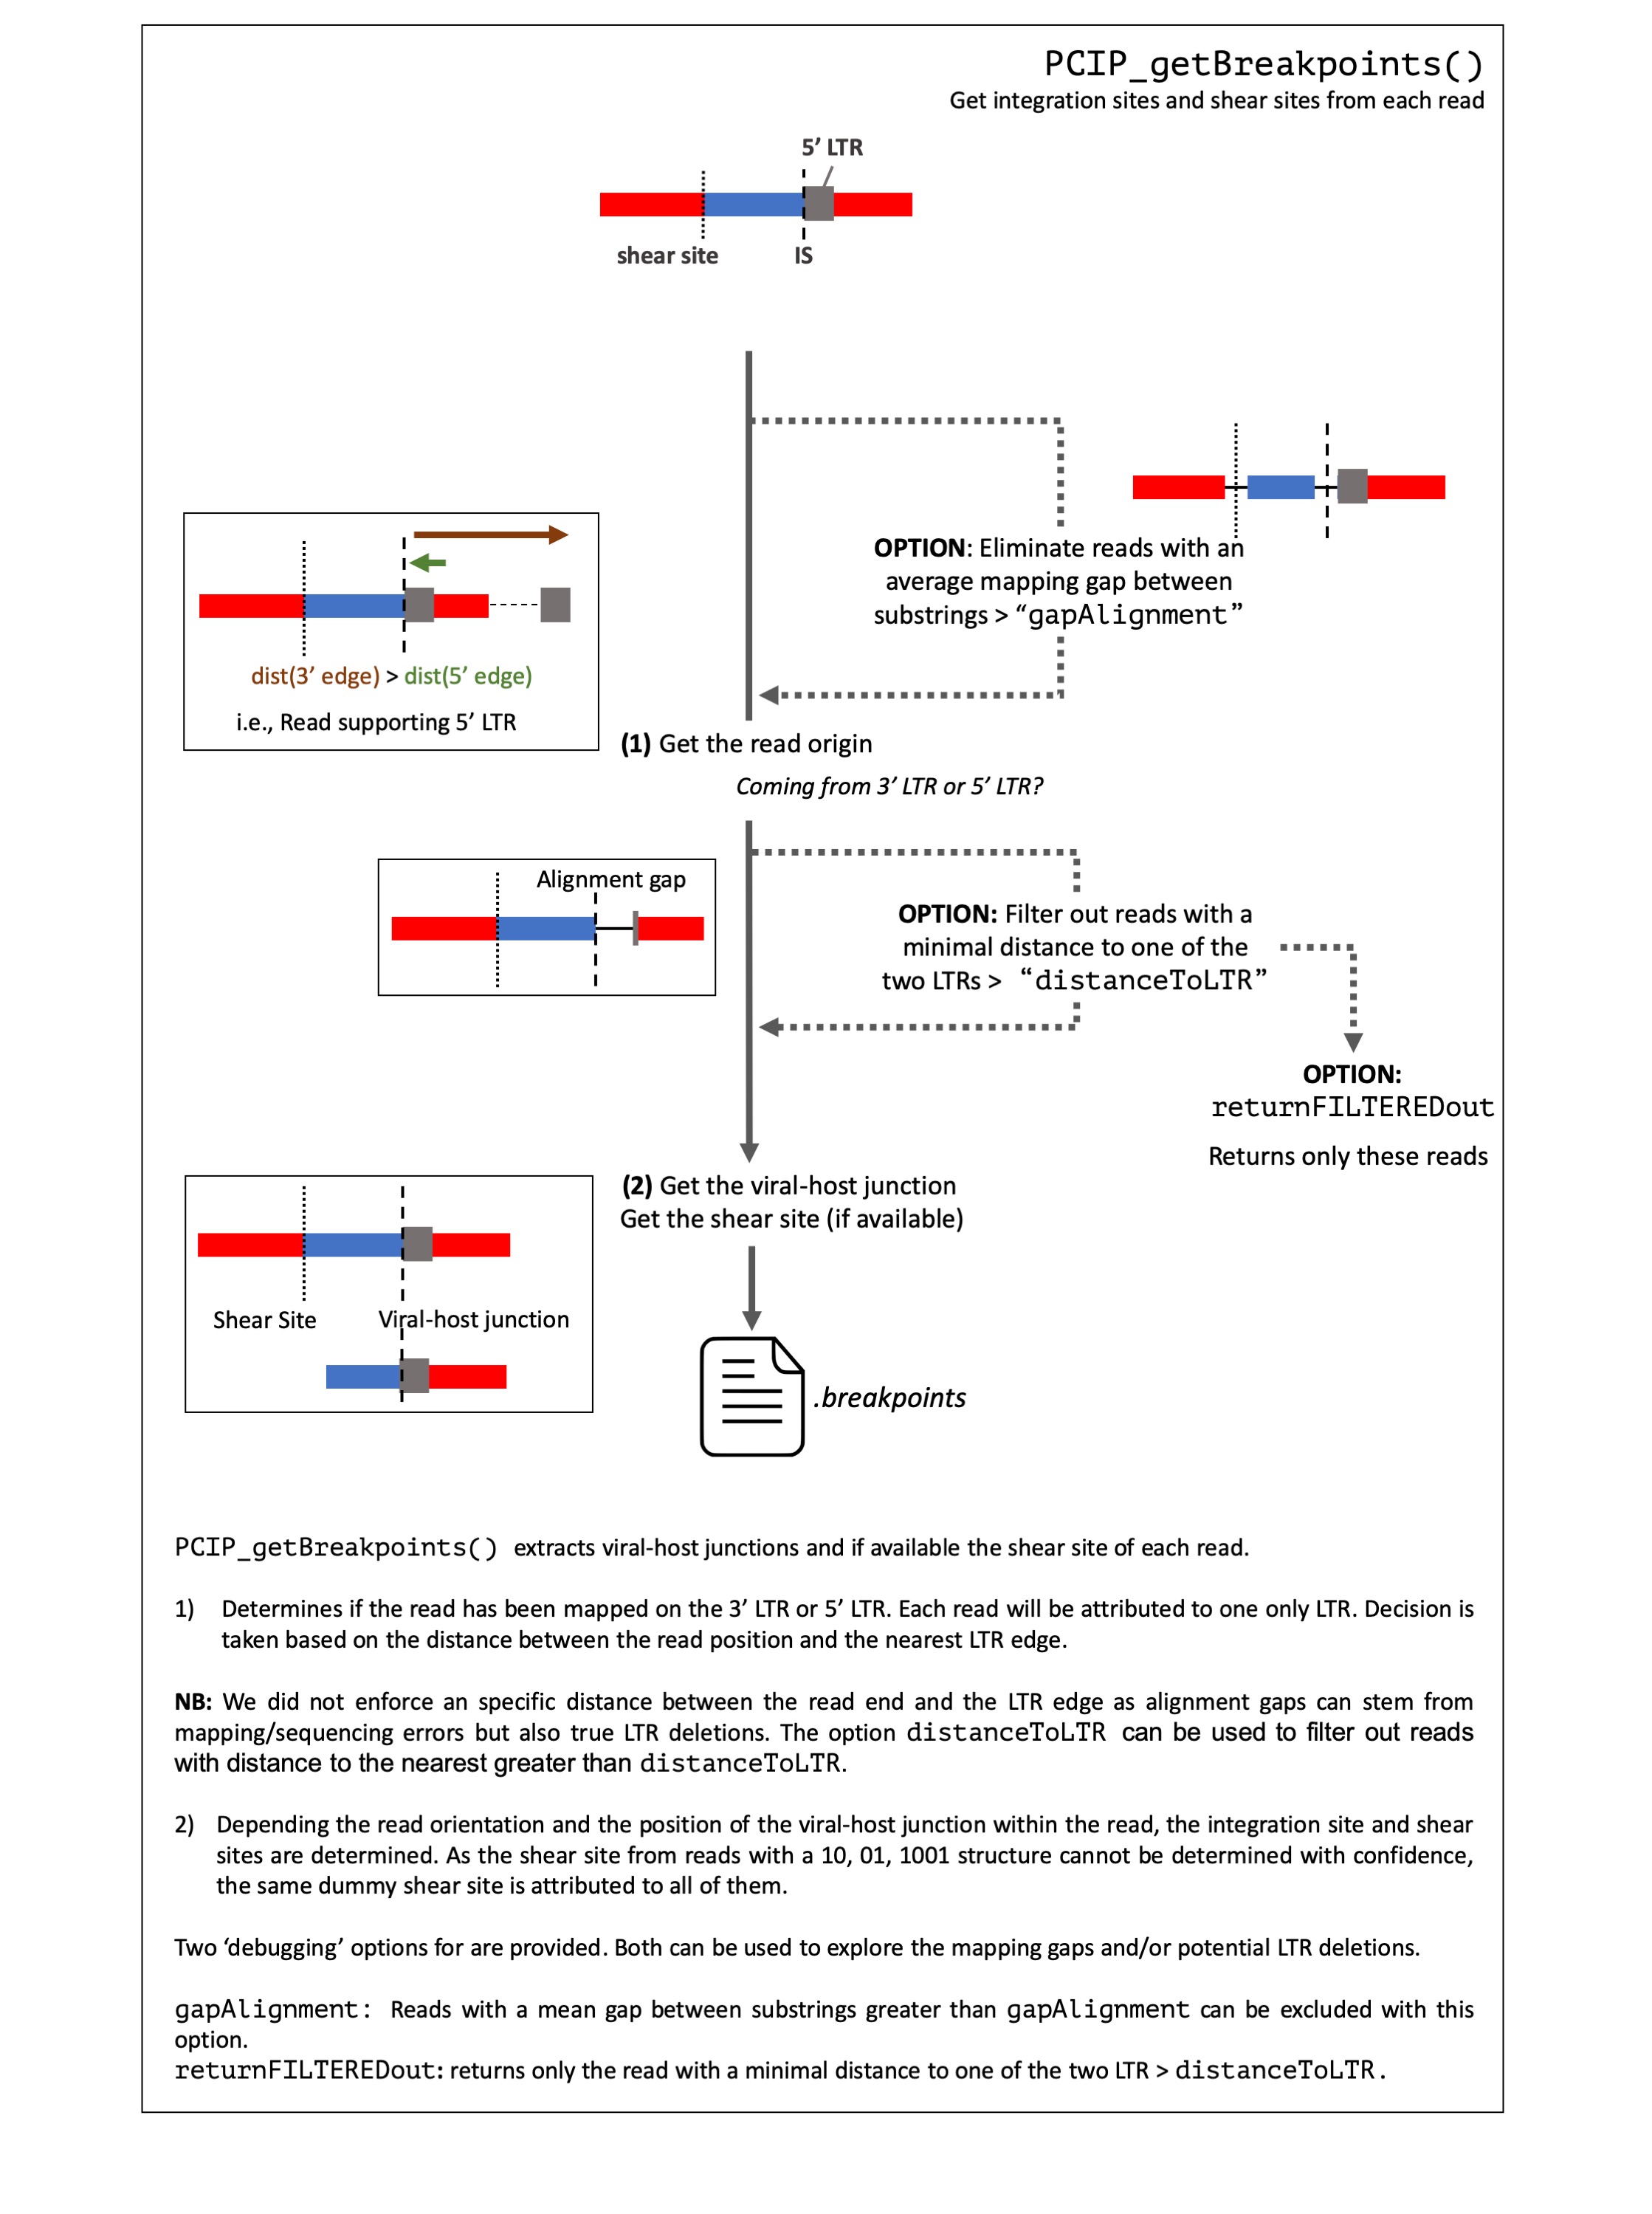 PCIP_getBreakpoints()
Get integration sites and shear sites from each read
5’ LTR
shear site
IS
OPTION: Eliminate reads with an
average mapping gap between
substrings > “gapAlignment”
dist(3’ edge) > dist(5’ edge)
i.e., Read supporting 5’ LTR
(1) Get the read origin
Coming from 3’ LTR or 5’ LTR?
Alignment gap
OPTION: Filter out reads with a
minimal distance to one of the
two LTRs > “distanceToLTR”
OPTION:
returnFILTEREDout
Returns only these reads
(2) Get the viral-host junction
Get the shear site (if available)
Shear Site
Viral-host junction
.breakpoints
PCIP_getBreakpoints() extracts viral-host junctions and if available the shear site of each read.
1) Determines if the read has been mapped on the 3’ LTR or 5’ LTR. Each read will be attributed to one only LTR. Decision is
taken based on the distance between the read position and the nearest LTR edge.
NB: We did not enforce an specific distance between the read end and the LTR edge as alignment gaps can stem from
mapping/sequencing errors but also true LTR deletions. The option distanceToLTR can be used to filter out reads
with distance to the nearest greater than distanceToLTR.
2) Depending the read orientation and the position of the viral-host junction within the read, the integration site and shear
sites are determined. As the shear site from reads with a 10, 01, 1001 structure cannot be determined with confidence,
the same dummy shear site is attributed to all of them.
Two ‘debugging’ options for are provided. Both can be used to explore the mapping gaps and/or potential LTR deletions.
gapAlignment: Reads with a mean gap between substrings greater than gapAlignment can be excluded with this
option.
returnFILTEREDout: returns only the read with a minimal distance to one of the two LTR > distanceToLTR.